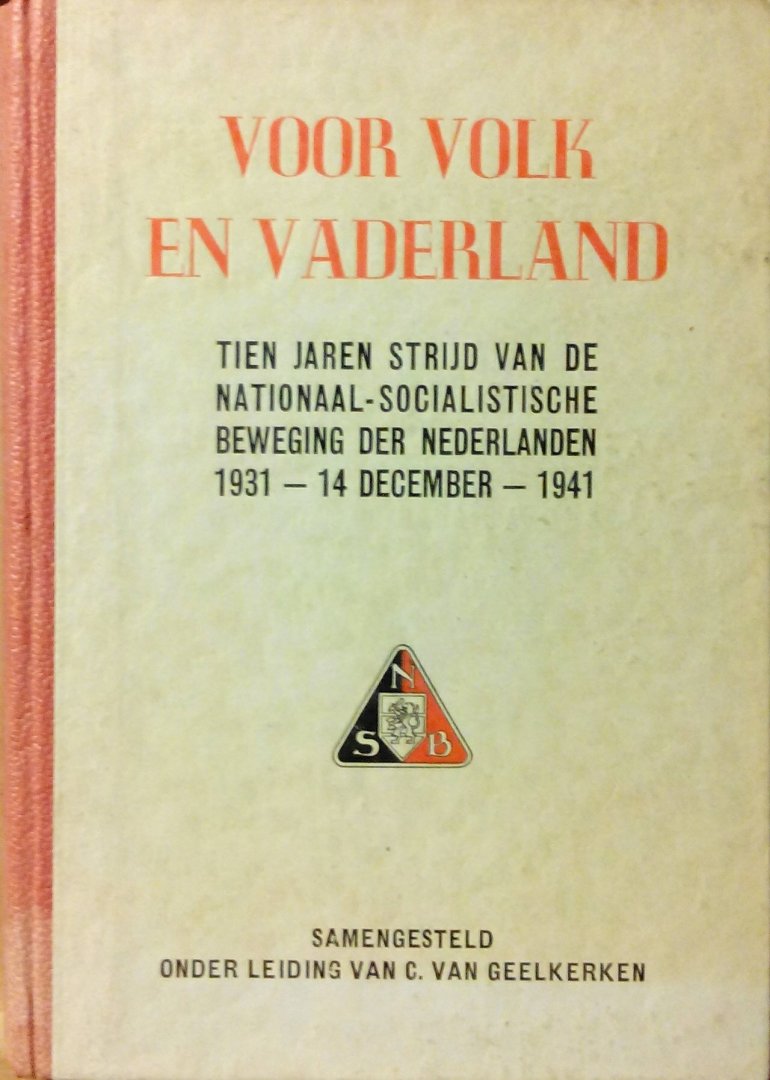 VOOR VOLK
EN VADERLAND
TIEN JAREN STRIJD VAN DE
NATIONAAL-SOCIALISTISCHE
BEWEGING DER NEDERLANDEN
1931 — 14 DECEMBER — 1941
N
S B
SAMENGESTELD
ONDER LEIDING VAN C. VAN GEELKERKEN